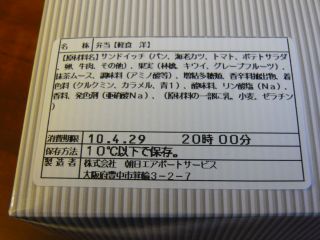 名 称 弁当【軽食 洋】
【原材料名】サンドイッチ（パン、海老カツ、トマト、ポテトサラダ
、卵、牛肉、その他）、果実（林檎、キウイ、グレープフルーツ）、
抹茶ムース、調味料（アミノ酸等）、増粘多糖類、香辛料抽出物、着
色料（クルクミン、カラメル、青1）、酢酸、リン酸塩（Na）、
香料、発色剤（亜硝酸Na）、（原材料の一部に乳、小麦、ゼラチン
）
消費期限 10.4.29 20時00分
保存方法 10℃以下で保存。
製造者 株式会社 朝日エアポートサービス
大阪府豊中市箕輪3-2-7